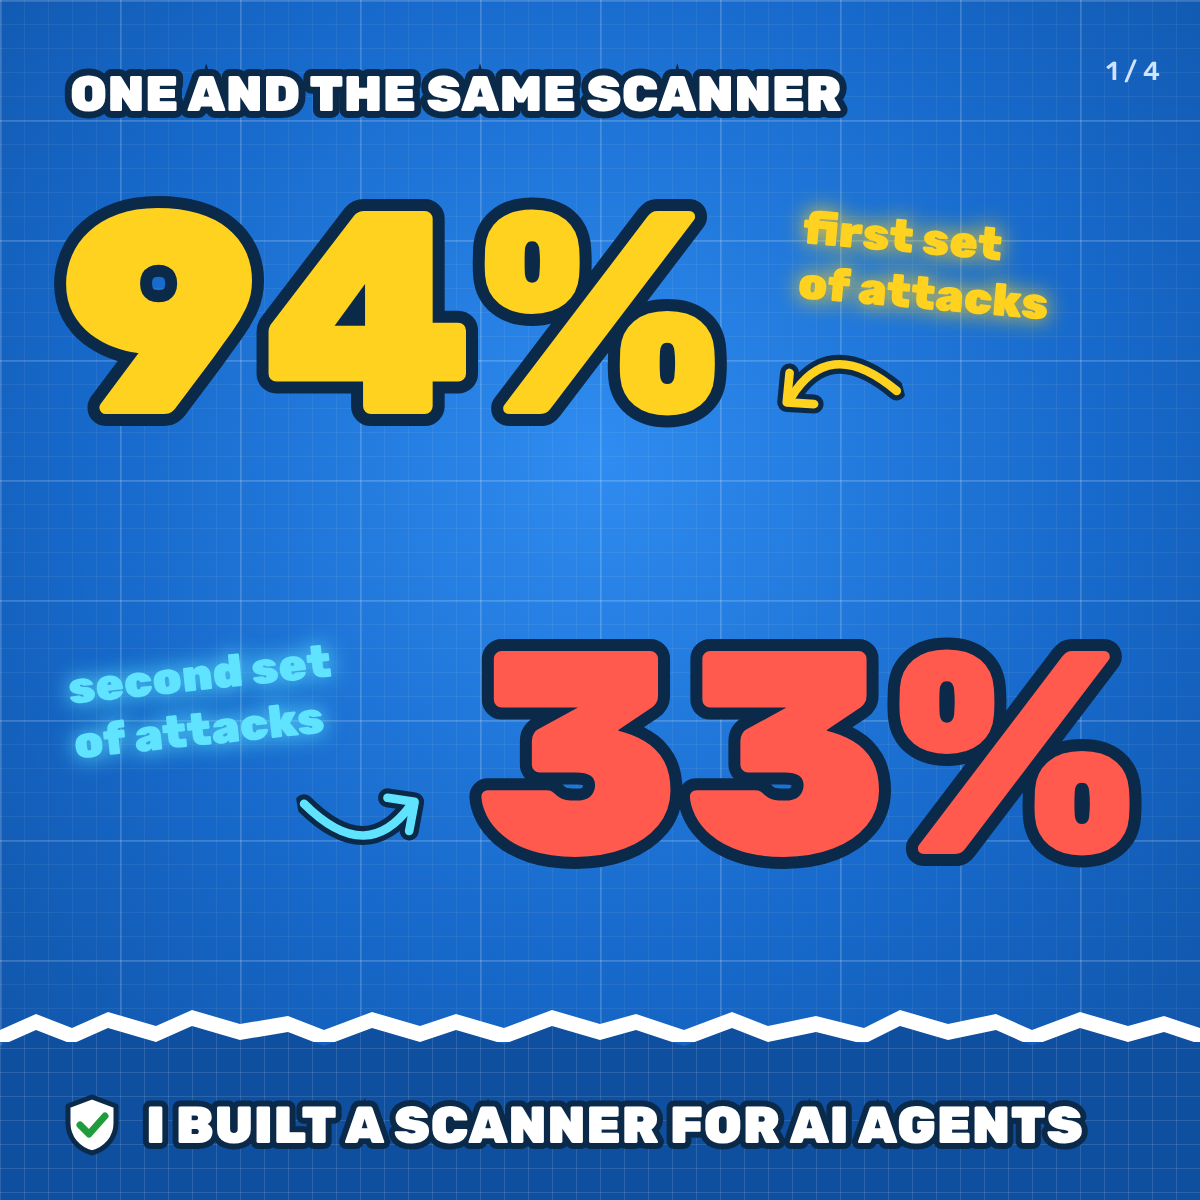 ONE AND THE SAME SCANNER
1 / 4
94%
first set
of attacks
second set
of attacks
33%
I BUILT A SCANNER FOR AI AGENTS